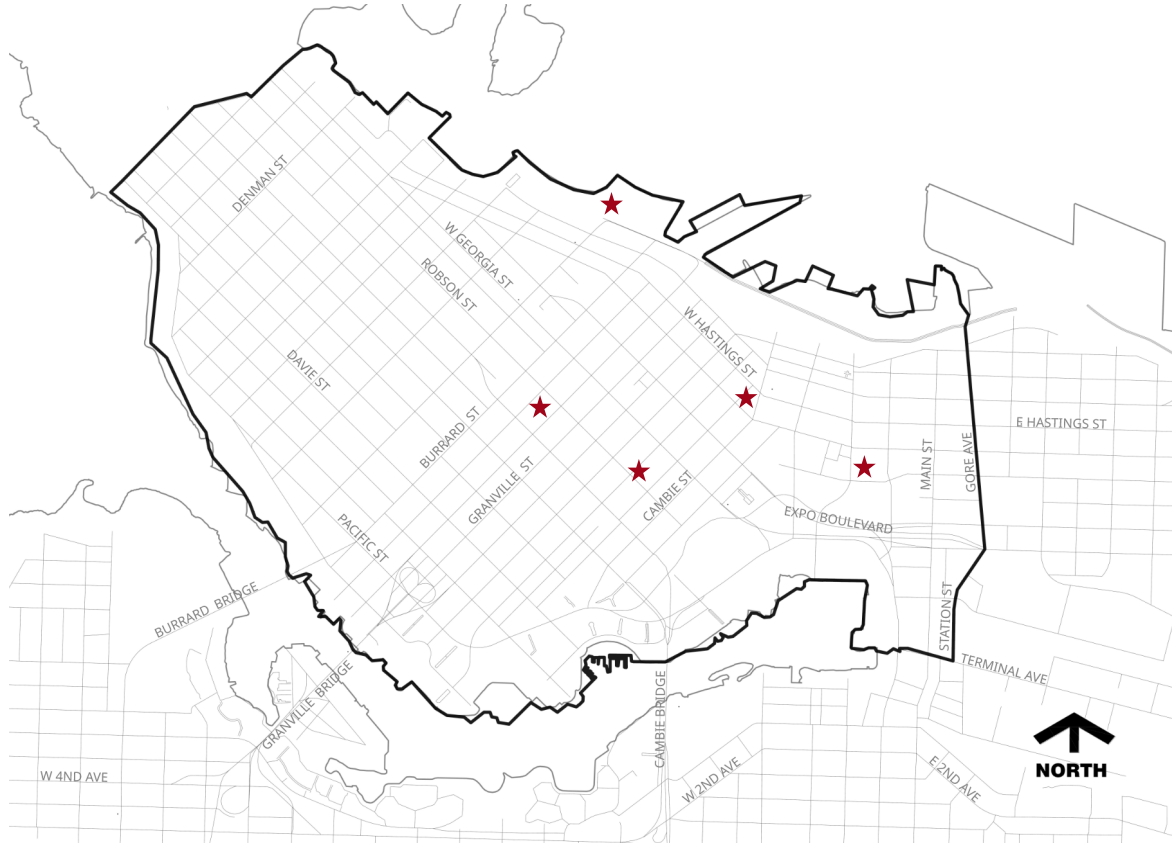 DENMAN ST
W GEORGIA ST
ROBSON ST
W HASTINGS ST
DAVIE ST
BURRARD ST
E HASTINGS ST
MAIN ST
GORE AVE
GRANVILLE ST
CAMBIE ST
EXPO BOULEVARD
PACIFIC ST
BURRARD BRIDGE
STATION ST
TERMINAL AVE
GRANVILLE BRIDGE
CAMBIE BRIDGE
W 4ND AVE
W 2ND AVE
E 2ND AVE
NORTH